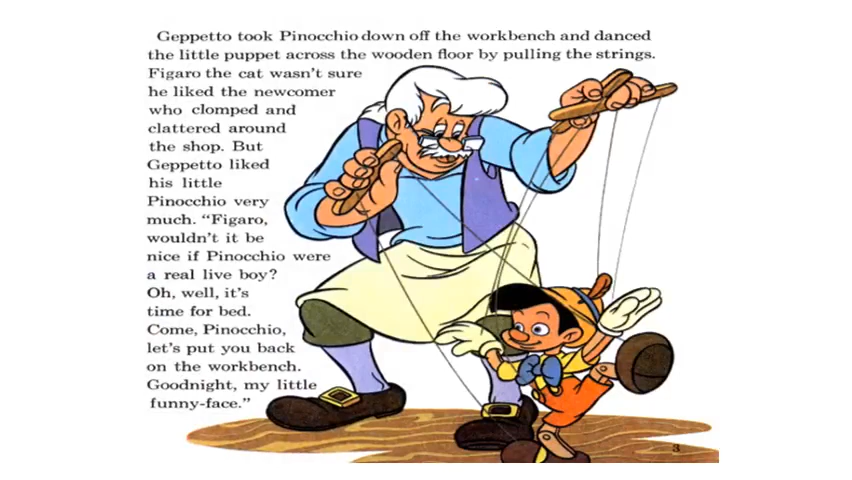 Geppetto took Pinocchio down off the workbench and danced
the little puppet across the wooden floor by pulling the strings.
Figaro the cat wasn't sure
he liked the newcomer
who clomped and
clattered around
the shop. But
Geppetto liked
his little
Pinocchio very
much. “Figaro,
wouldn't it be
nice if Pinocchio were
a real live boy?
Oh, well, it's
time for bed.
Come, Pinocchio,
let's put you back
on the workbench.
Goodnight, my little
funny-face.”
3